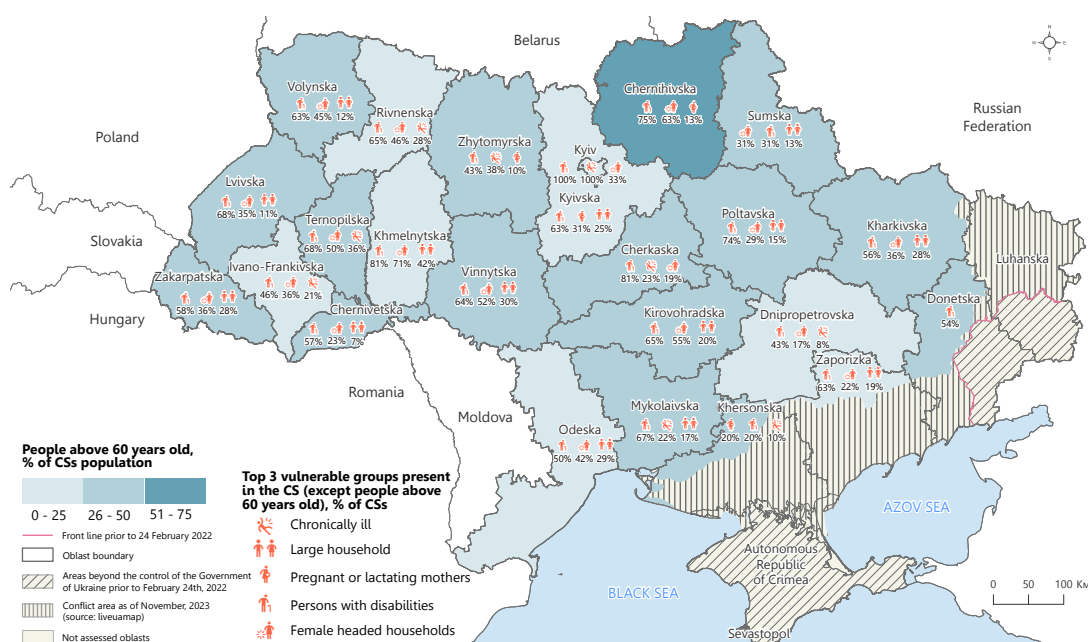 Belarus
N
W
E
S
Russian
Federation
Poland
Slovakia
Hungary
Romania
Moldova
Volynska
63% 45% 12%
Rivnenska
65% 46% 28%
Zhytomyrska
43% 38% 10%
Kyiv
100% 100% 33%
Kyivska
63% 31% 25%
Chernihivska
75% 63% 13%
Sumska
31% 31% 13%
Lvivska
68% 35% 11%
Ternopilska
68% 50% 36%
Khmelnytska
81% 71% 42%
Ivano-Frankivska
46% 36% 21%
Zakarpatska
58% 36% 28%
Chernivetska
57% 23% 7%
Vinnytska
64% 52% 30%
Cherkaska
81% 23% 19%
Poltavska
74% 29% 15%
Kharkivska
56% 36% 28%
Luhanska
Donetska
54%
Kirovohradska
65% 55% 20%
Dnipropetrovska
43% 17% 8%
Zaporizka
63% 22% 19%
Mykolaivska
67% 22% 17%
Khersonska
20% 20% 10%
Odeska
50% 42% 29%
AZOV SEA
BLACK SEA
Autonomous
Republic
of Crimea
Sevastopol
0 50 100 KM
People above 60 years old,
% of CSs population
0 - 25 26 - 50 51 - 75
Front line prior to 24 February 2022
Oblast boundary
Areas beyond the control of the Government
of Ukraine prior to February 24th, 2022
Conflict area as of November, 2023
(source: liveuamap)
Not assessed oblasts
Top 3 vulnerable groups present
in the CS (except people above
60 years old), % of CSs
Chronically ill
Large household
Pregnant or lactating mothers
Persons with disabilities
Female headed households